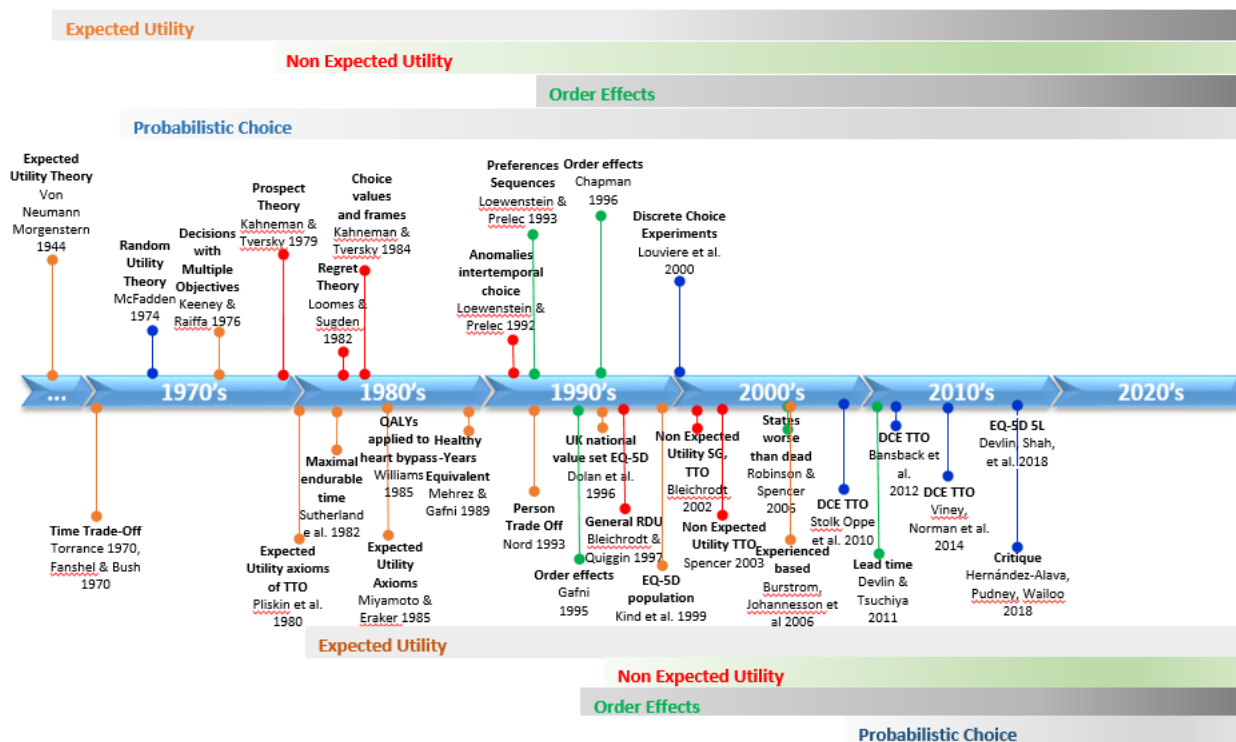 Expected Utility
Non Expected Utility
Order Effects
Probabilistic Choice
Expected
Utility Theory
Von
Neumann
Morgenstern
1944
Random
Utility
Theory
McFadden
1974
Decisions
with
Multiple
Objectives
Keeney &
Raiffa 1976
Prospect
Theory
Kahneman &
Tversky 1979
Regret
Theory
Loomes &
Sugden
1982
Choice
values
and frames
Kahneman &
Tversky 1984
Anomalies
intertemporal
choice
Loewenstein &
Prelec 1992
Preferences
Sequences
Loewenstein &
Prelec 1993
Order effects
Chapman
1996
Discrete Choice
Experiments
Louviere et al.
2000
...
1970's
1980's
1990's
2000's
2010's
2020's
Time Trade-Off
Torrance 1970,
Fanshel & Bush
1970
Expected
Utility axioms
of TTO
Pliskin et al.
1980
Maximal
endurable
time
Sutherland
e al. 1982
QALYs
applied to
heart bypass
Williams
1985
Expected
Utility
Axioms
Miyamoto &
Eraker 1985
Healthy
-Years
Equivalent
Mehrez &
Gafni 1989
Person
Trade Off
Nord 1993
Order effects
Gafni
1995
UK national
value set EQ-5D
Dolan et al.
1996
General RDU
Bleichrodt &
Quiggin 1997
EQ-5D
population
Kind et al. 1999
Non Expected
Utility SG,
TTO
Bleichrodt
2002
Non Expected
Utility TTO
Spencer 2003
States
worse
than dead
Robinson &
Spencer
2005
Experienced
based
Burstrom,
Johannesson et
al 2006
DCE TTO
Stolk Oppe
et al. 2010
Lead time
Devlin &
Tsuchiya
2011
DCE TTO
Bansback et
al.
2012
DCE TTO
Viney,
Norman et al.
2014
EQ-5D 5L
Devlin, Shah,
et al. 2018
Critique
Hernández-Alava,
Pudney, Wailoo
2018
Expected Utility
Non Expected Utility
Order Effects
Probabilistic Choice